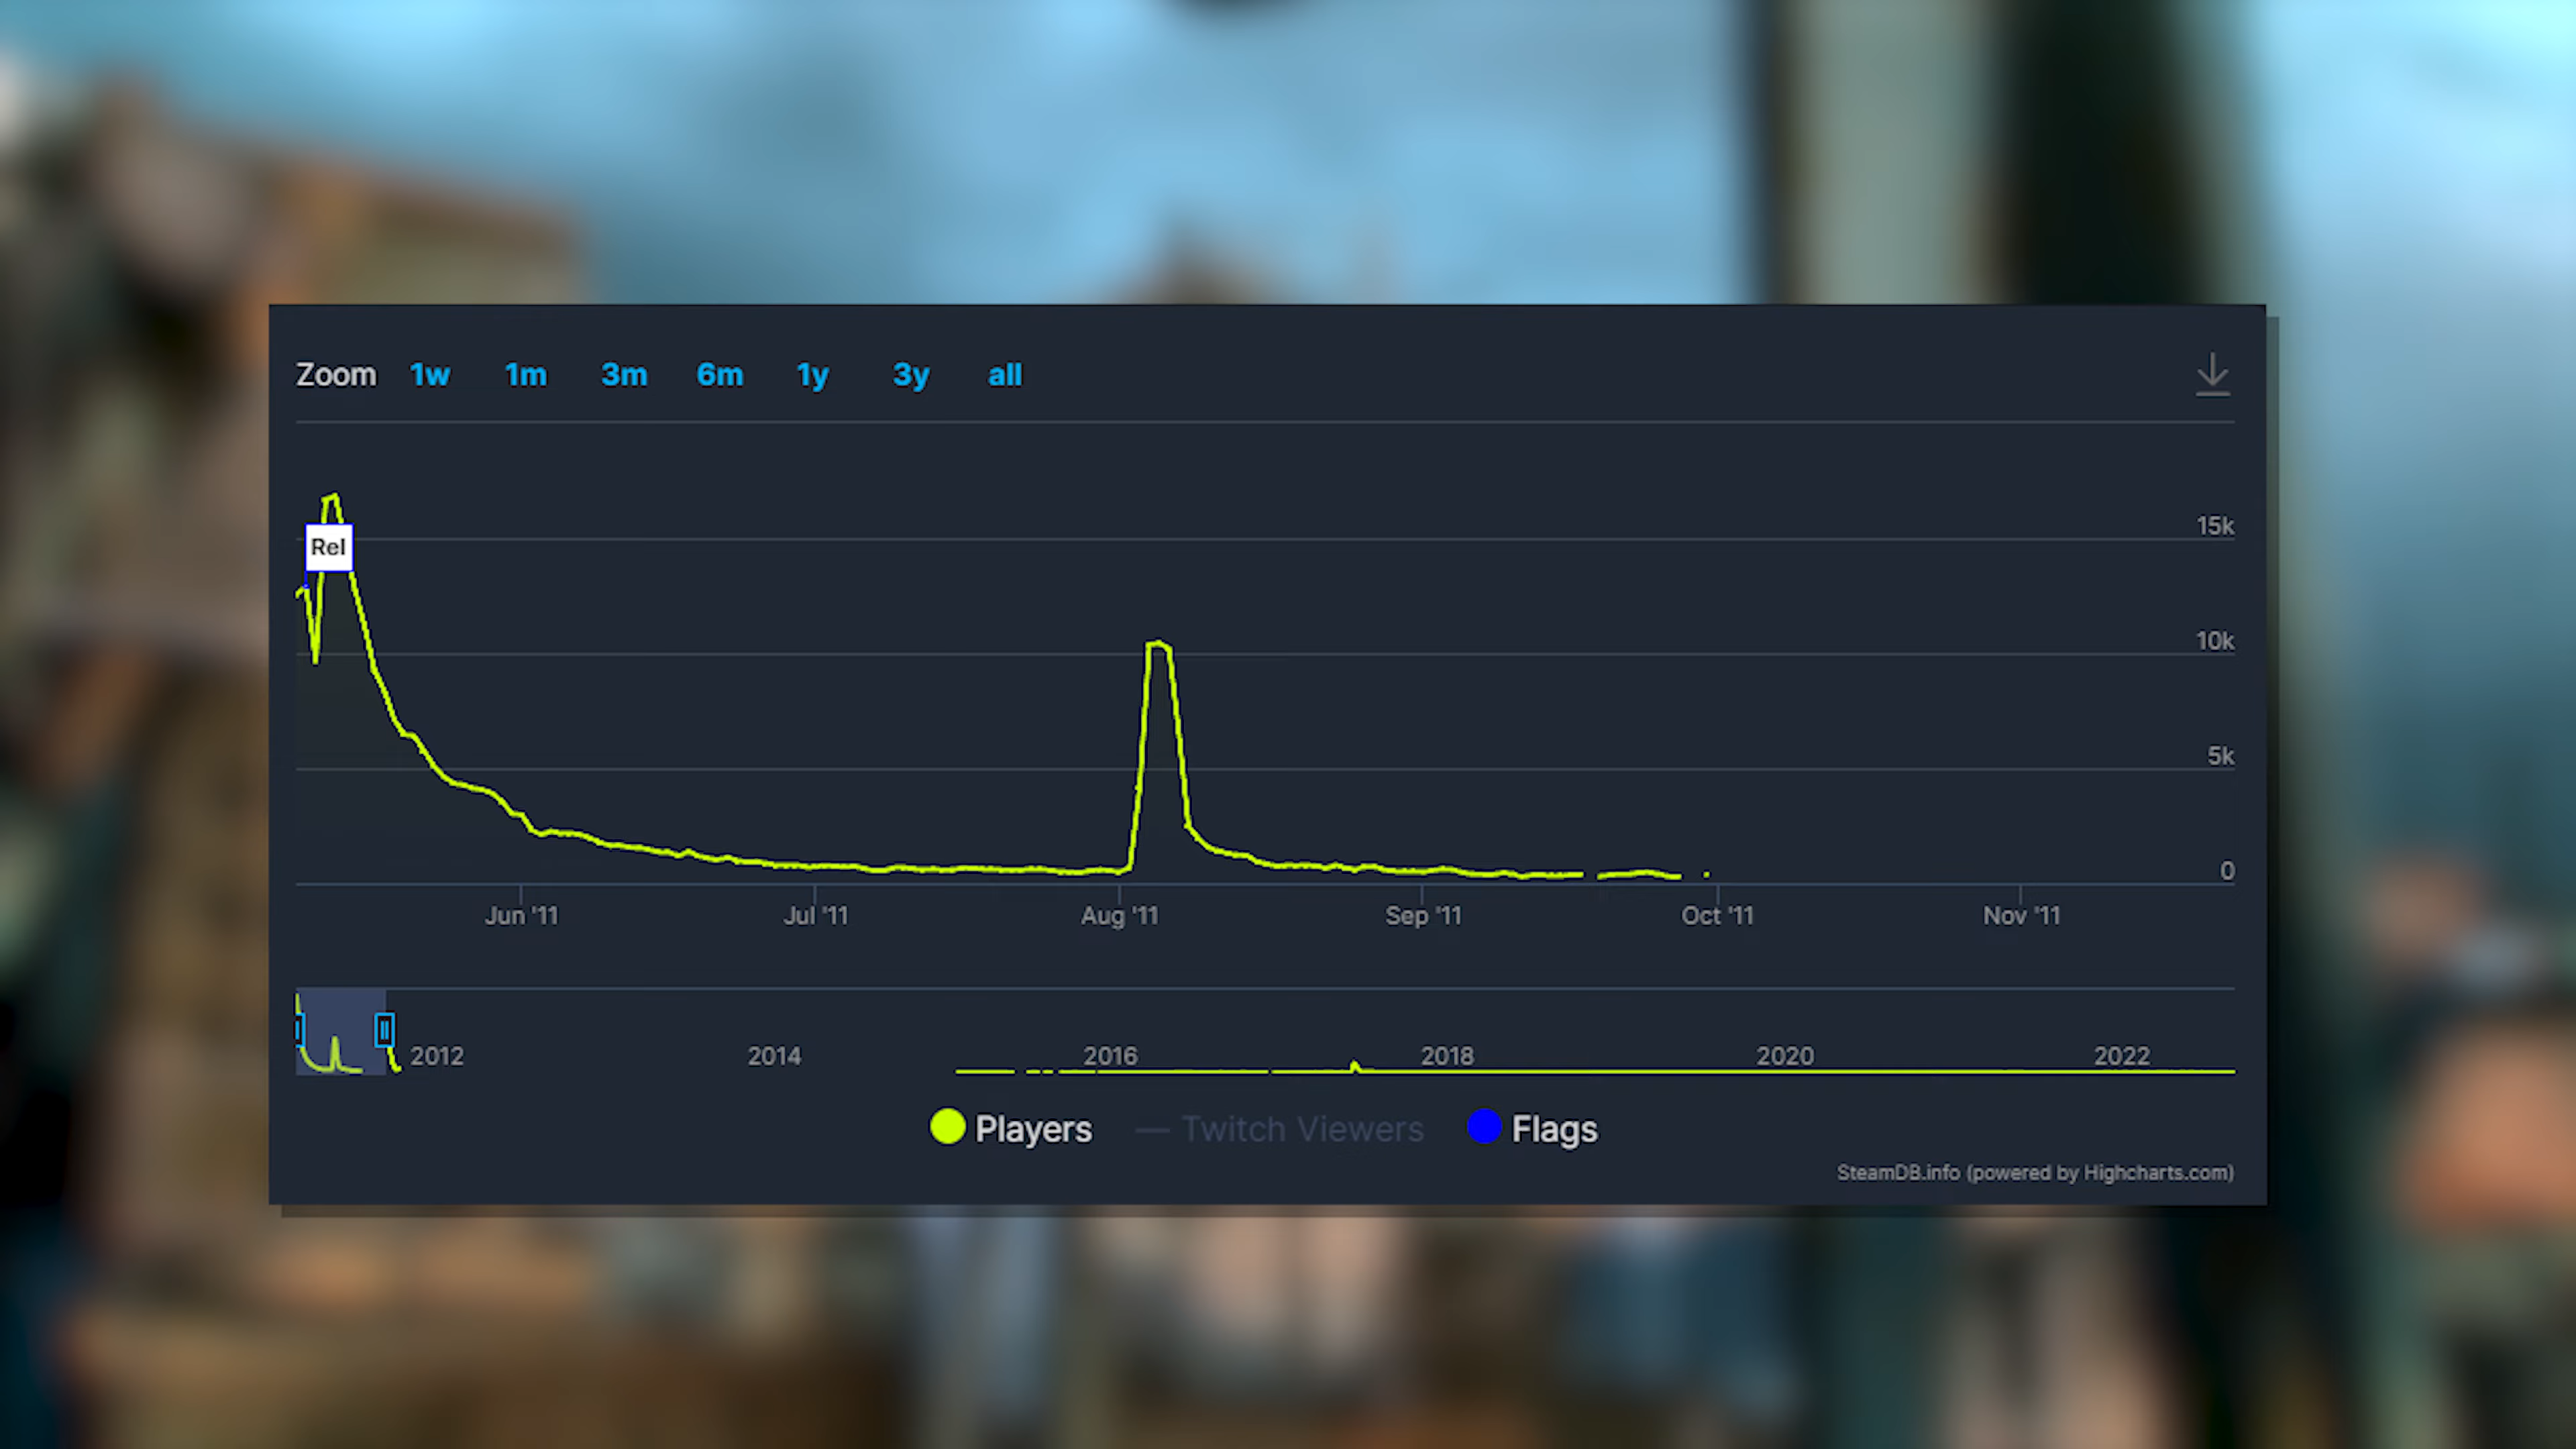 Zoom 1w 1m 3m 6m 1y 3y all
Rel
15k
10k
5k
0
Jun '11 Jul '11 Aug '11 Sep '11 Oct '11 Nov '11
2012 2014 2016 2018 2020 2022
Players Twitch Viewers Flags
SteamDB.info (powered by Highcharts.com)